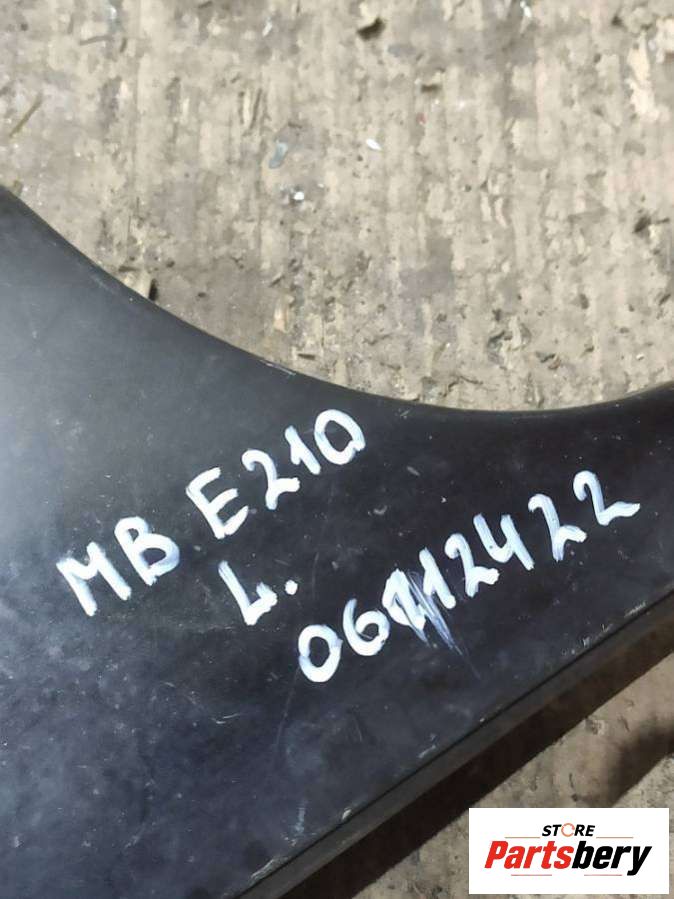 MB E210
L.
06112422
STORE
Partsbery